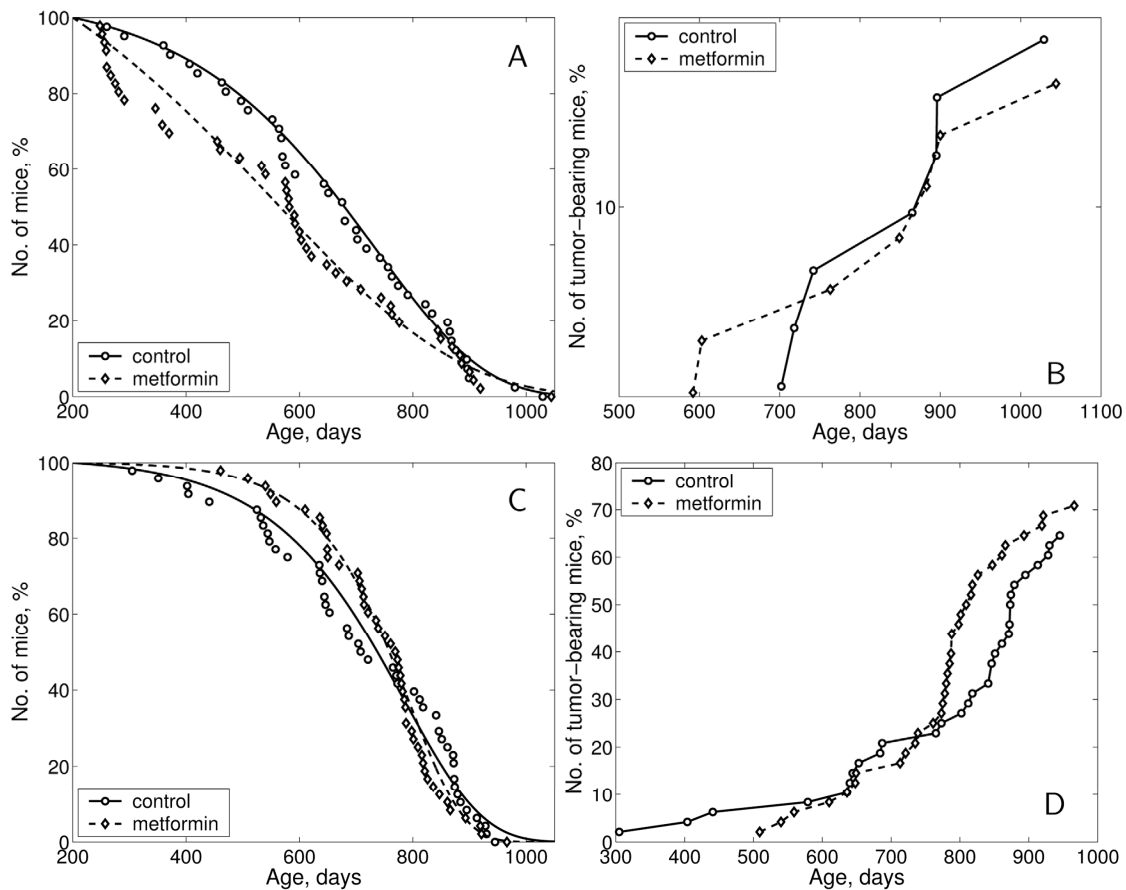 100
80
60
40
20
0
No. of mice, %
A
control
metformin
200
400
600
800
1000
Age, days
control
metformin
No. of tumor−bearing mice, %
10
B
500
600
700
800
900
1000
1100
Age, days
100
80
60
40
20
0
No. of mice, %
C
control
metformin
200
400
600
800
1000
Age, days
80
70
60
50
40
30
20
10
0
No. of tumor−bearing mice, %
control
metformin
D
300
400
500
600
700
800
900
1000
Age, days